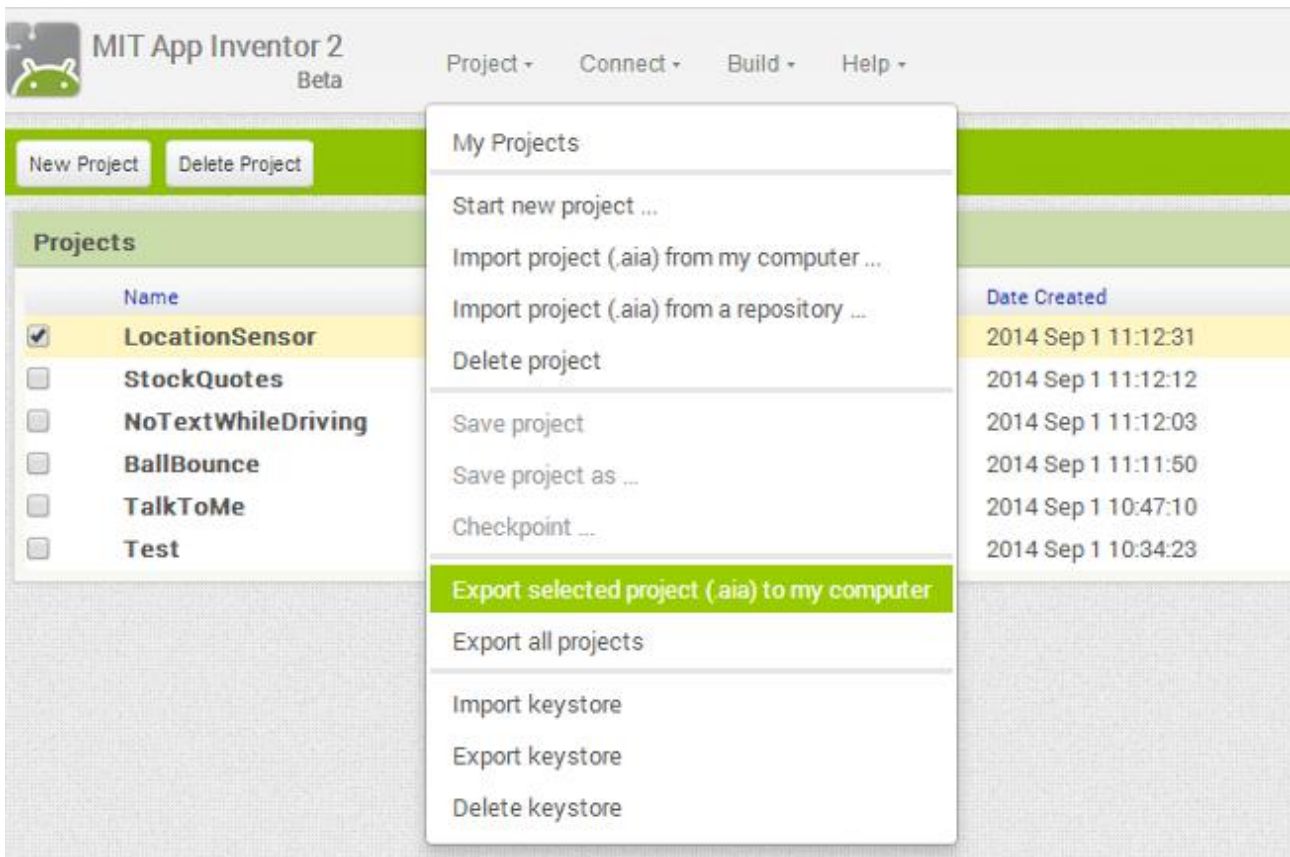 MIT App Inventor 2
Beta
Project
Connect
Build
Help
New Project
Delete Project
My Projects
Start new project ...
Import project (.aia) from my computer ...
Import project (.aia) from a repository ...
Delete project
Save project
Save project as ...
Checkpoint ...
Export selected project (.aia) to my computer
Export all projects
Import keystore
Export keystore
Delete keystore
Projects
Name Date Created
LocationSensor 2014 Sep 1 11:12:31
StockQuotes 2014 Sep 1 11:12:12
NoTextWhileDriving 2014 Sep 1 11:12:03
BallBounce 2014 Sep 1 11:11:50
TalkToMe 2014 Sep 1 10:47:10
Test 2014 Sep 1 10:34:23